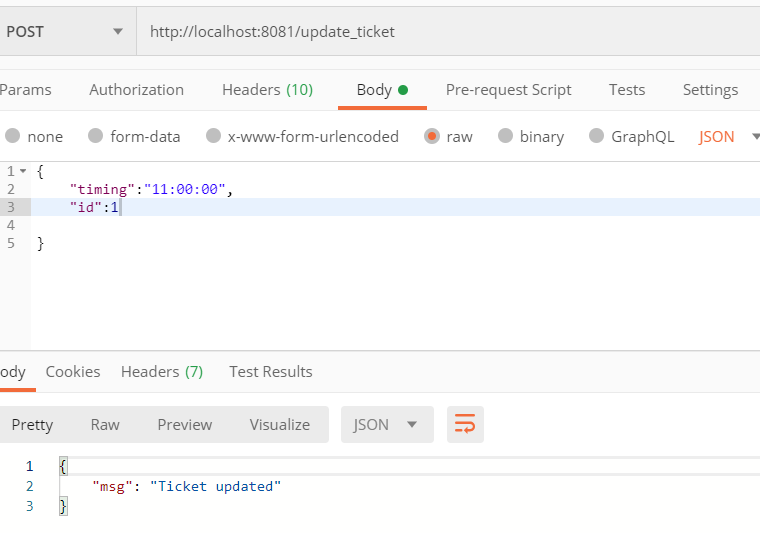 POST http://localhost:8081/update_ticket
Params Authorization Headers (10) Body Pre-request Script Tests Settings
none form-data x-www-form-urlencoded raw binary GraphQL JSON
1 {
2 "timing":"11:00:00",
3 "id":1
4
5 }
ody Cookies Headers (7) Test Results
Pretty Raw Preview Visualize JSON
1 {
2 "msg": "Ticket updated"
3 }